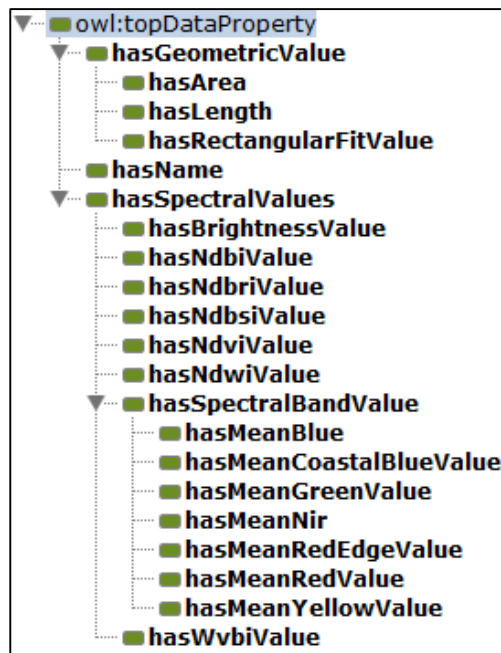 owl:topDataProperty
hasGeometricValue
hasArea
hasLength
hasRectangularFitValue
hasName
hasSpectralValues
hasBrightnessValue
hasNdbiValue
hasNdbriValue
hasNdbsiValue
hasNdviValue
hasNdwiValue
hasSpectralBandValue
hasMeanBlue
hasMeanCoastalBlueValue
hasMeanGreenValue
hasMeanNir
hasMeanRedEdgeValue
hasMeanRedValue
hasMeanYellowValue
hasWvbiValue